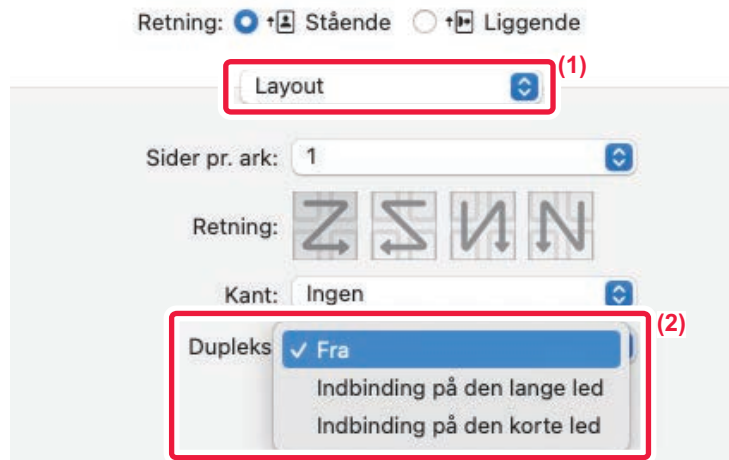 Retning: Stående Liggende
(1)
Layout
Sider pr. ark: 1
Retning:
Kant: Ingen
(2)
Dupleks ✓ Fra
Indbinding på den lange led
Indbinding på den korte led